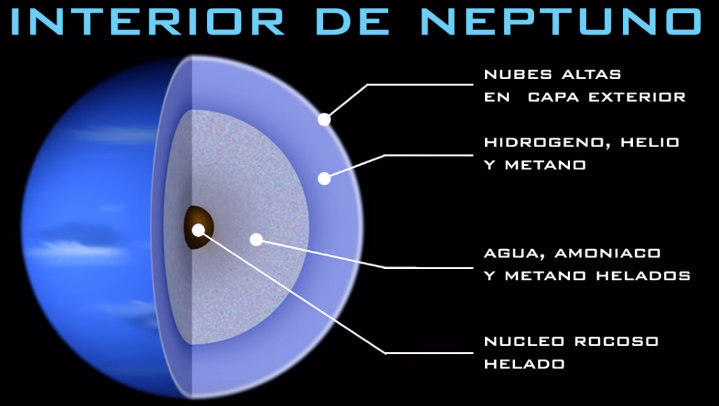 INTERIOR DE NEPTUNO
NUBES ALTAS
EN CAPA EXTERIOR
HIDROGENO, HELIO
Y METANO
AGUA, AMONIACO
Y METANO HELADOS
NUCLEO ROCOSO
HELADO